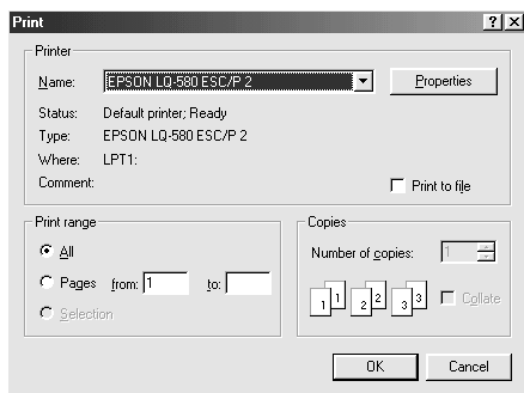 Print
Printer
Name: EPSON LQ-580 ESC/P 2 Properties
Status: Default printer; Ready
Type: EPSON LQ-580 ESC/P 2
Where: LPT1:
Comment: Print to file
Print range
All
Pages from: 1 to:
Selection
Copies
Number of copies: 1
1 1 2 2 3 3 Collate
OK Cancel